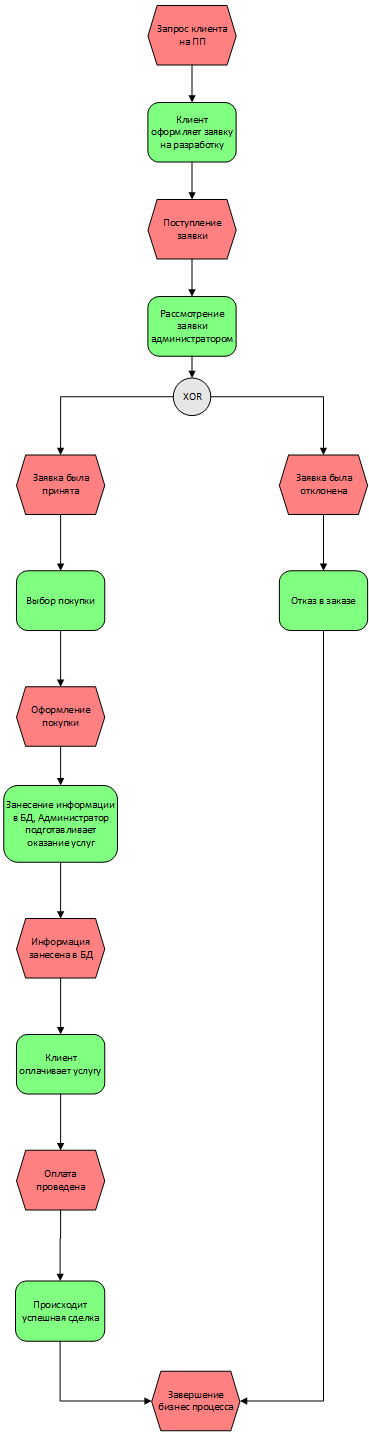 Запрос клиента
на ПП
Клиент
оформляет заявку
на разработку
Поступление
заявки
Рассмотрение
заявки
администратором
XOR
Заявка была
принята
Заявка была
отклонена
Выбор покупки
Отказ в заказе
Оформление
покупки
Занесение информации
в БД, Администратор
подготавливает
оказание услуг
Информация
занесена в БД
Клиент
оплачивает услугу
Оплата
проведена
Происходит
успешная сделка
Завершение
бизнес процесса